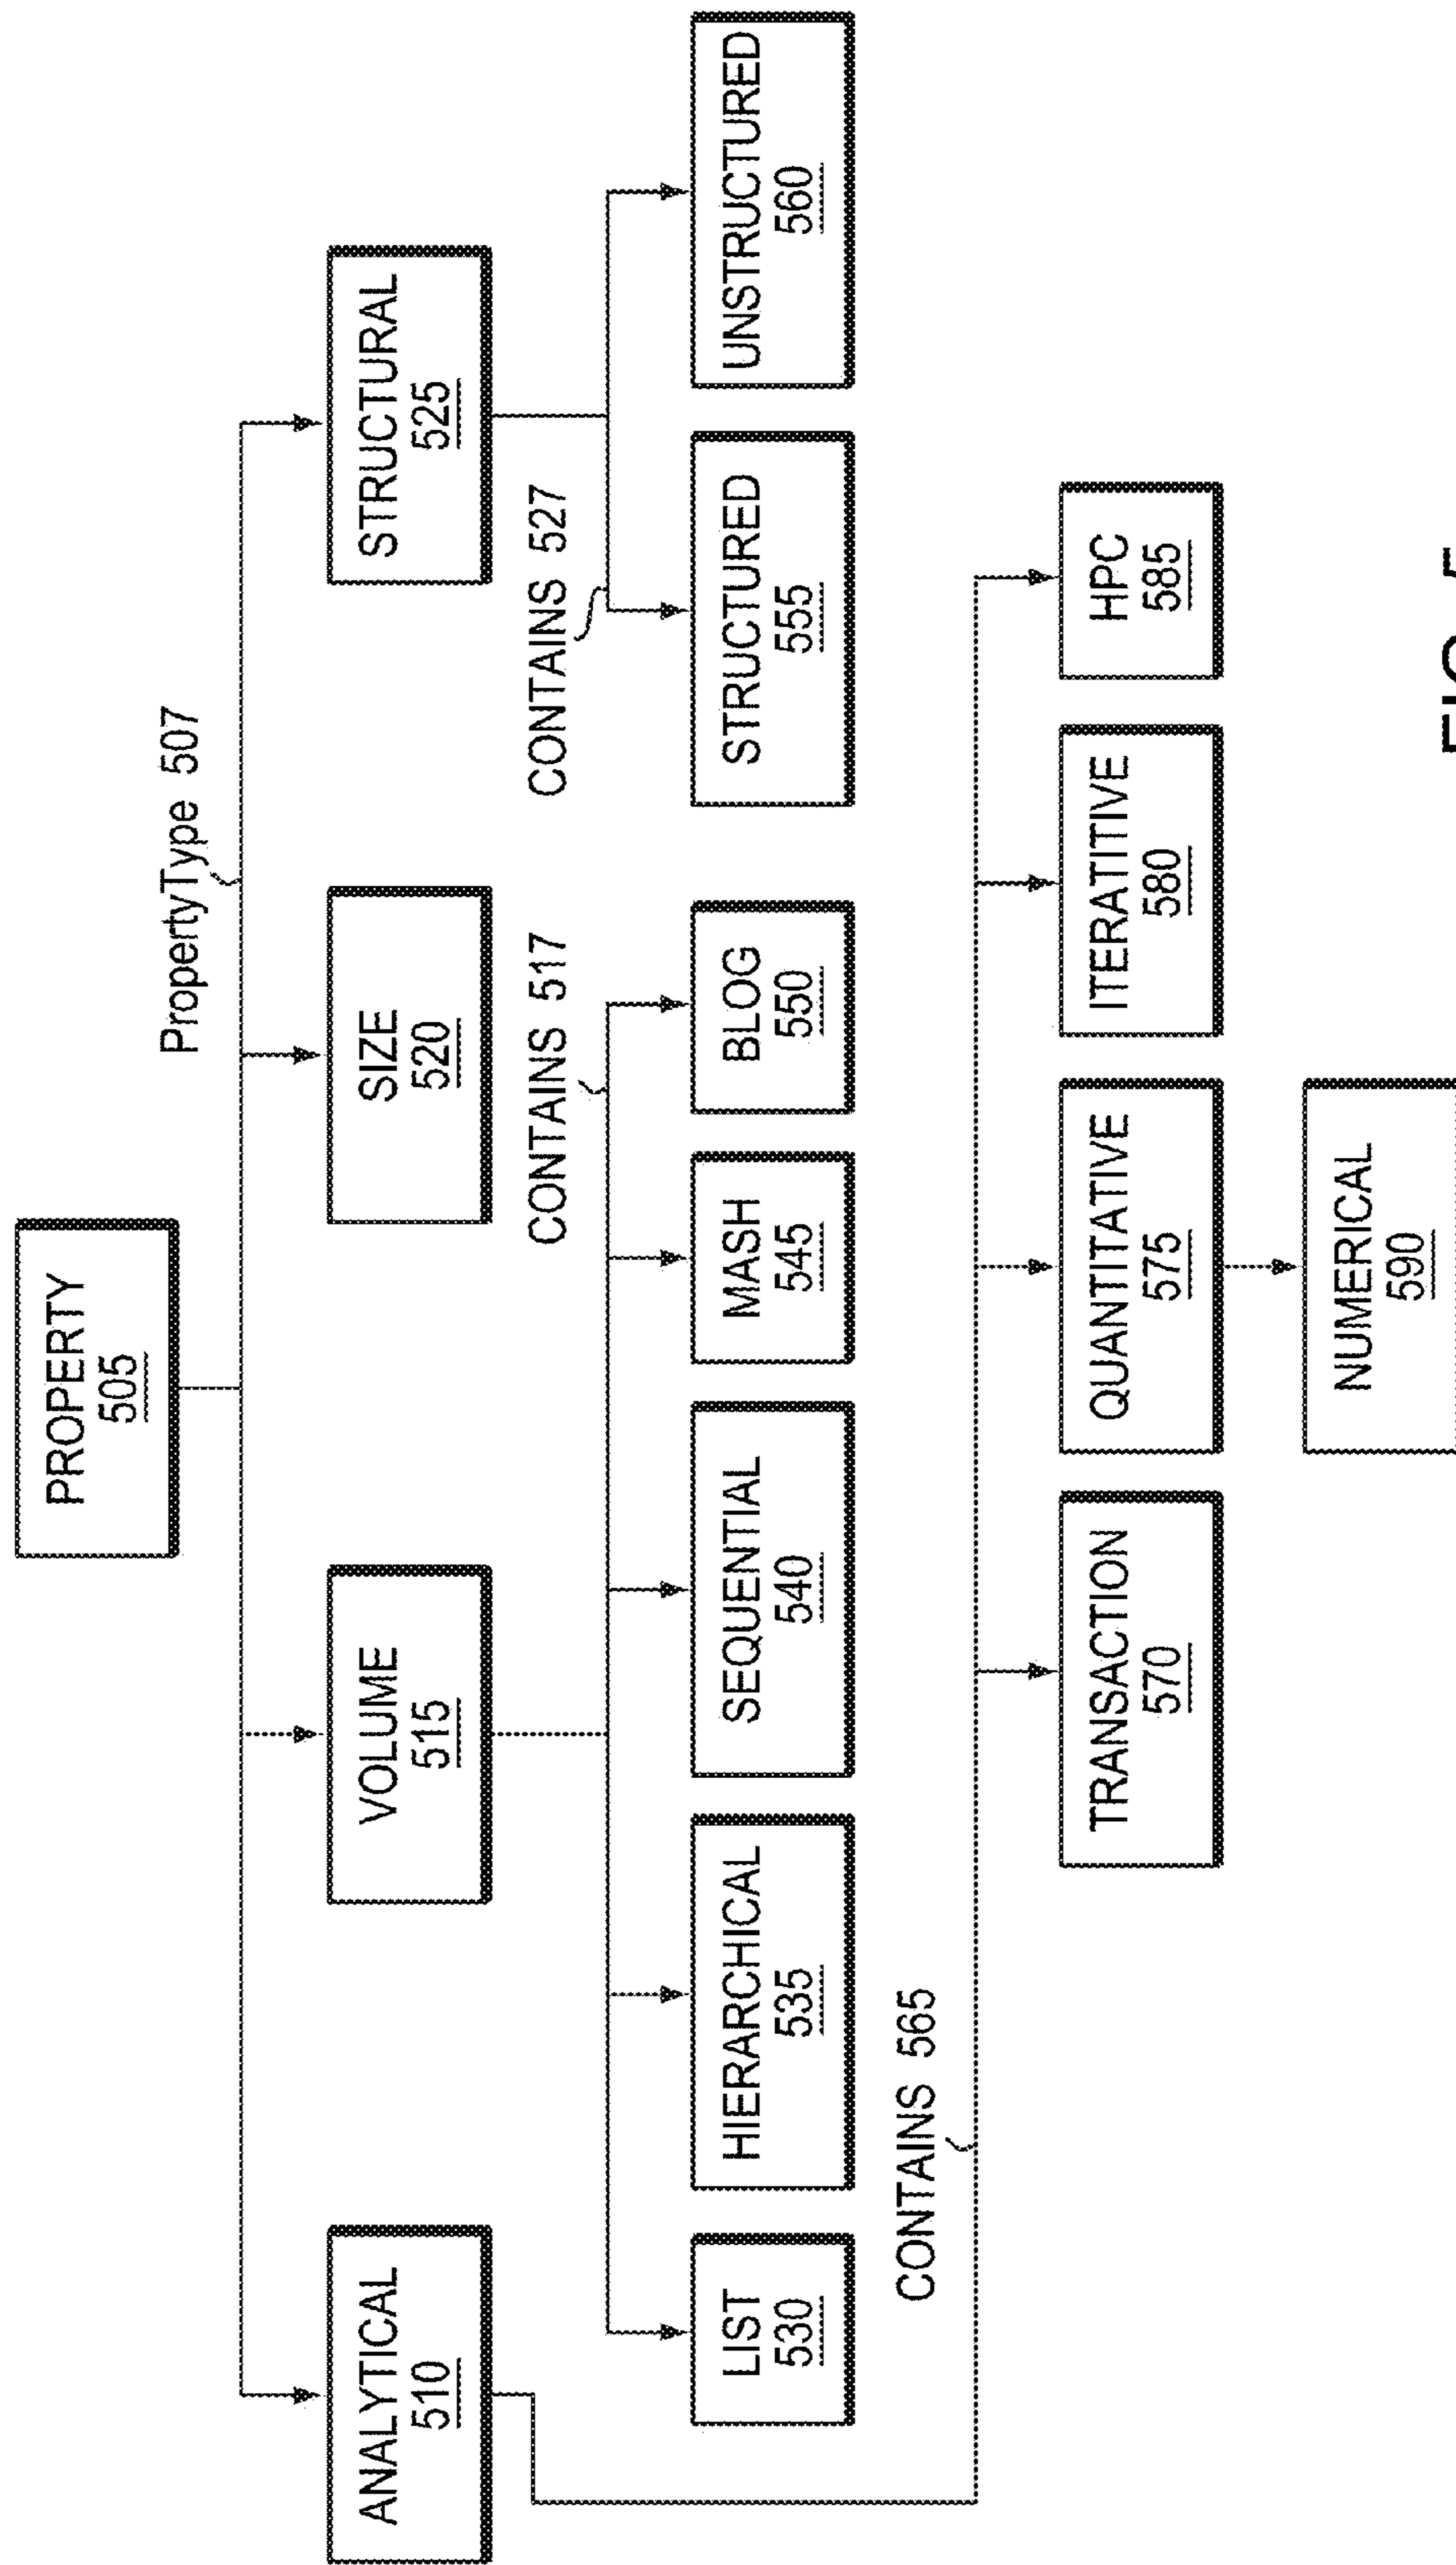 PROPERTY
505
PropertyType 507
ANALYTICAL
510
VOLUME
515
SIZE
520
STRUCTURAL
525
CONTAINS 517
CONTAINS 527
LIST
530
HIERARCHICAL
535
SEQUENTIAL
540
MASH
545
BLOG
550
STRUCTURED
555
UNSTRUCTURED
560
CONTAINS 565
TRANSACTION
570
QUANTITATIVE
575
ITERATITIVE
580
HPC
585
NUMERICAL
590
FIG. 5